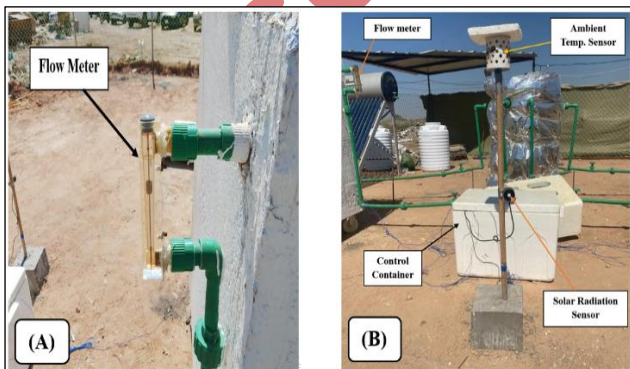 Flow Meter
(A)
Flow meter
Ambient
Temp. Sensor
Control
Container
Solar Radiation
Sensor
(B)